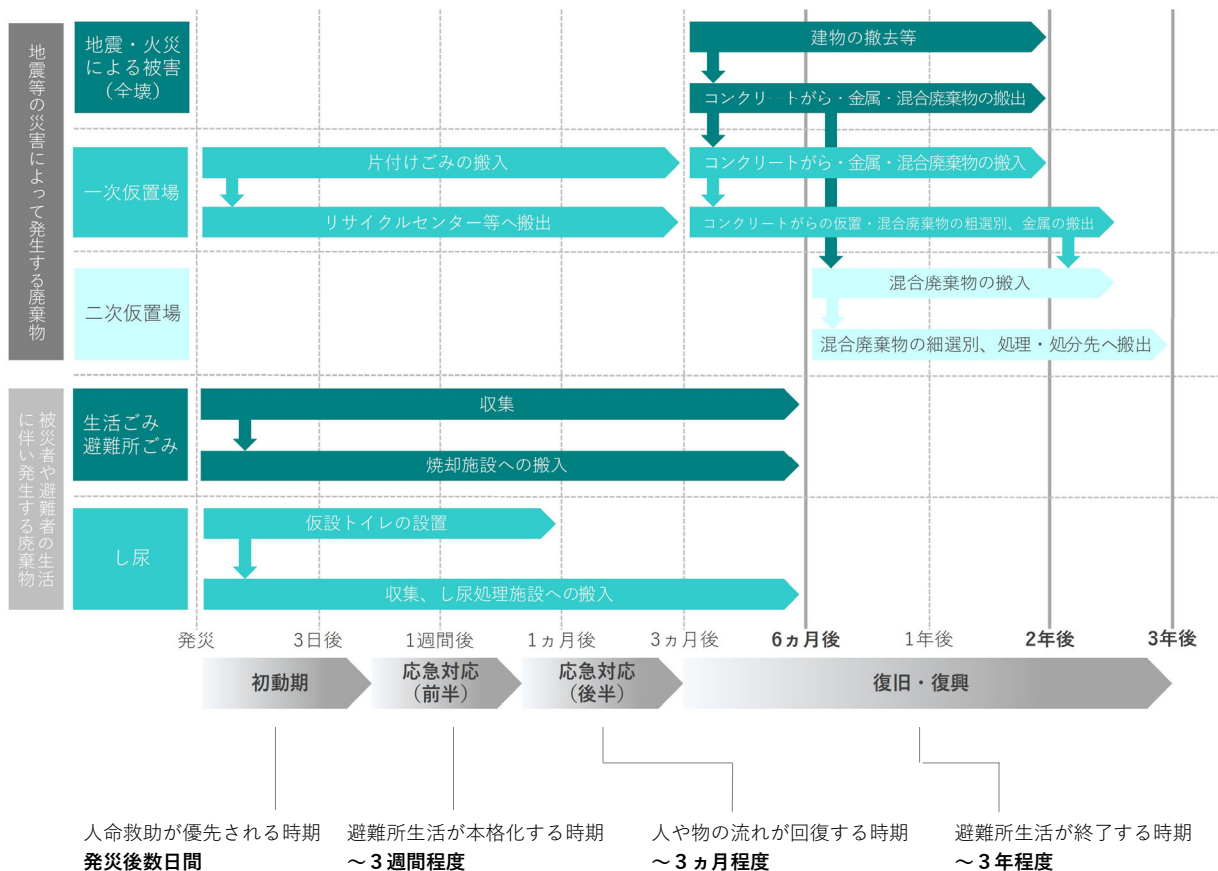 地震等の災害によって発生する廃棄物
地震・火災
による被害
(全壊)
建物の撤去等
コンクリートがら・金属・混合廃棄物の搬出
一次仮置場
片付けごみの搬入
コンクリートがら・金属・混合廃棄物の搬入
リサイクルセンター等へ搬出
コンクリートがらの仮置・混合廃棄物の粗選別、金属の搬出
二次仮置場
混合廃棄物の搬入
混合廃棄物の細選別、処理・処分先へ搬出
被災者や避難者の生活
に伴い発生する廃棄物
生活ごみ
避難所ごみ
収集
焼却施設への搬入
し尿
仮設トイレの設置
収集、し尿処理施設への搬入
発災
3日後
1週間後
1ヵ月後
3ヵ月後
6ヵ月後
1年後
2年後
3年後
初動期
応急対応
(前半)
応急対応
(後半)
復旧・復興
人命救助が優先される時期
発災後数日間
避難所生活が本格化する時期
～３週間程度
人や物の流れが回復する時期
～３ヵ月程度
避難所生活が終了する時期
～３年程度